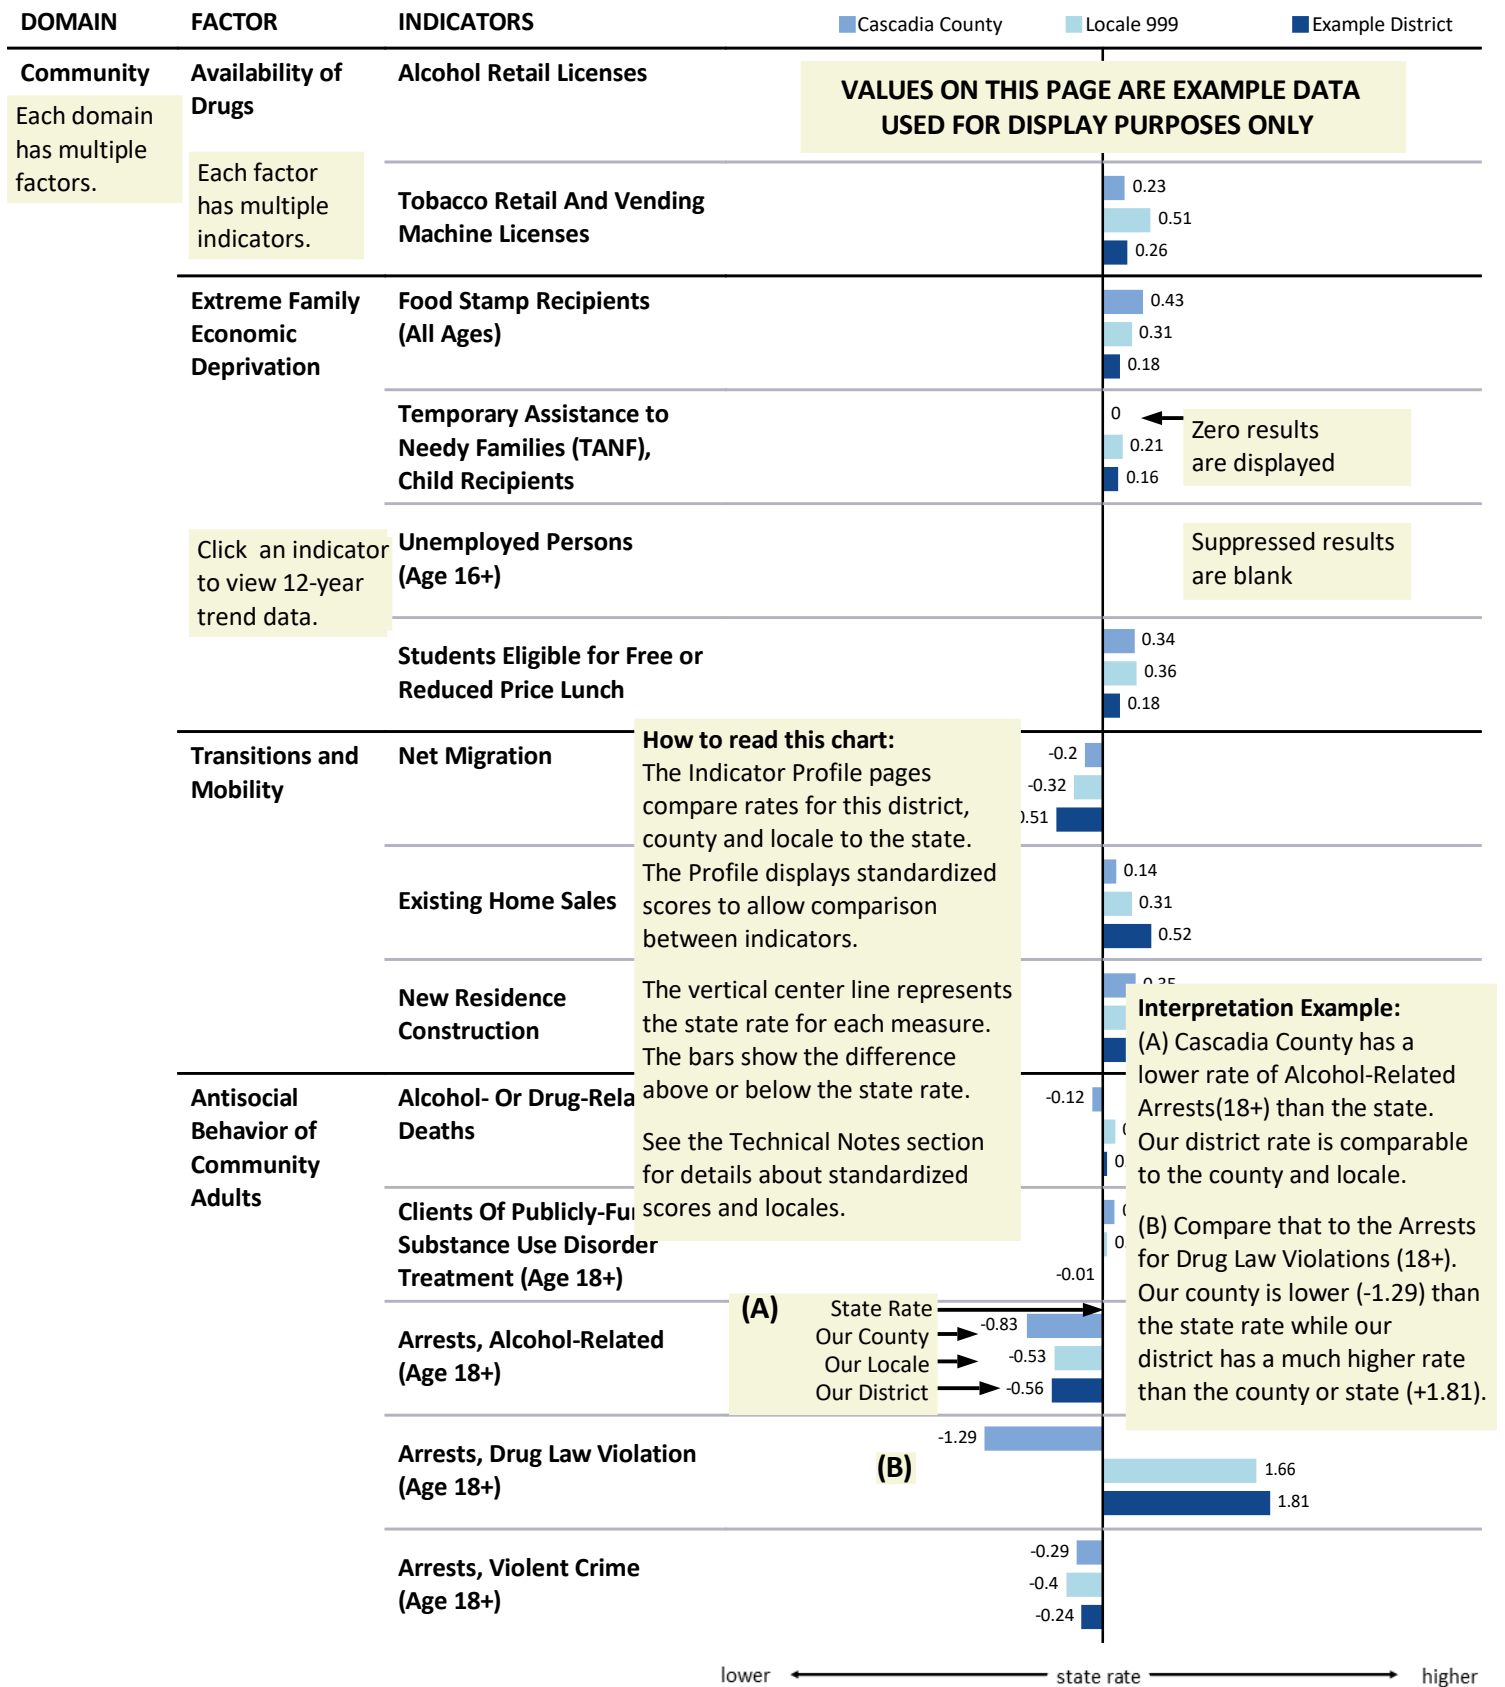 DOMAIN FACTOR INDICATORS Cascadia County Locale 999 Example District
Community
Each domain
has multiple
factors.
Availability of
Drugs
Each factor
has multiple
indicators.
Alcohol Retail Licenses
VALUES ON THIS PAGE ARE EXAMPLE DATA
USED FOR DISPLAY PURPOSES ONLY
Tobacco Retail And Vending
Machine Licenses
0.23
0.51
0.26
Extreme Family
Economic
Deprivation
Food Stamp Recipients
(All Ages)
0.43
0.31
0.18
Temporary Assistance to
Needy Families (TANF),
Child Recipients
0
0.21
0.16
Zero results
are displayed
Click an indicator
to view 12-year
trend data.
Unemployed Persons
(Age 16+)
Suppressed results
are blank
Students Eligible for Free or
Reduced Price Lunch
0.34
0.36
0.18
Transitions and
Mobility
Net Migration
-0.2
-0.32
.51
How to read this chart:
The Indicator Profile pages
compare rates for this district,
county and locale to the state.
The Profile displays standardized
scores to allow comparison
between indicators.
The vertical center line represents
the state rate for each measure.
The bars show the difference
above or below the state rate.
See the Technical Notes section
for details about standardized
scores and locales.
Existing Home Sales
0.14
0.31
0.52
New Residence
Construction
Interpretation Example:
(A) Cascadia County has a
lower rate of Alcohol-Related
Arrests(18+) than the state.
Our district rate is comparable
to the county and locale.
(B) Compare that to the Arrests
for Drug Law Violations (18+).
Our county is lower (-1.29) than
the state rate while our
district has a much higher rate
than the county or state (+1.81).
Antisocial
Behavior of
Community
Adults
Alcohol- Or Drug-Rela
Deaths
-0.12
0.
Clients Of Publicly-Fu
Substance Use Disorder
Treatment (Age 18+)
0.
-0.01
Arrests, Alcohol-Related
(Age 18+)
(A) State Rate
Our County
Our Locale
Our District
-0.83
-0.53
-0.56
Arrests, Drug Law Violation
(Age 18+)
(B)
-1.29
1.66
1.81
Arrests, Violent Crime
(Age 18+)
-0.29
-0.4
-0.24
lower state rate higher